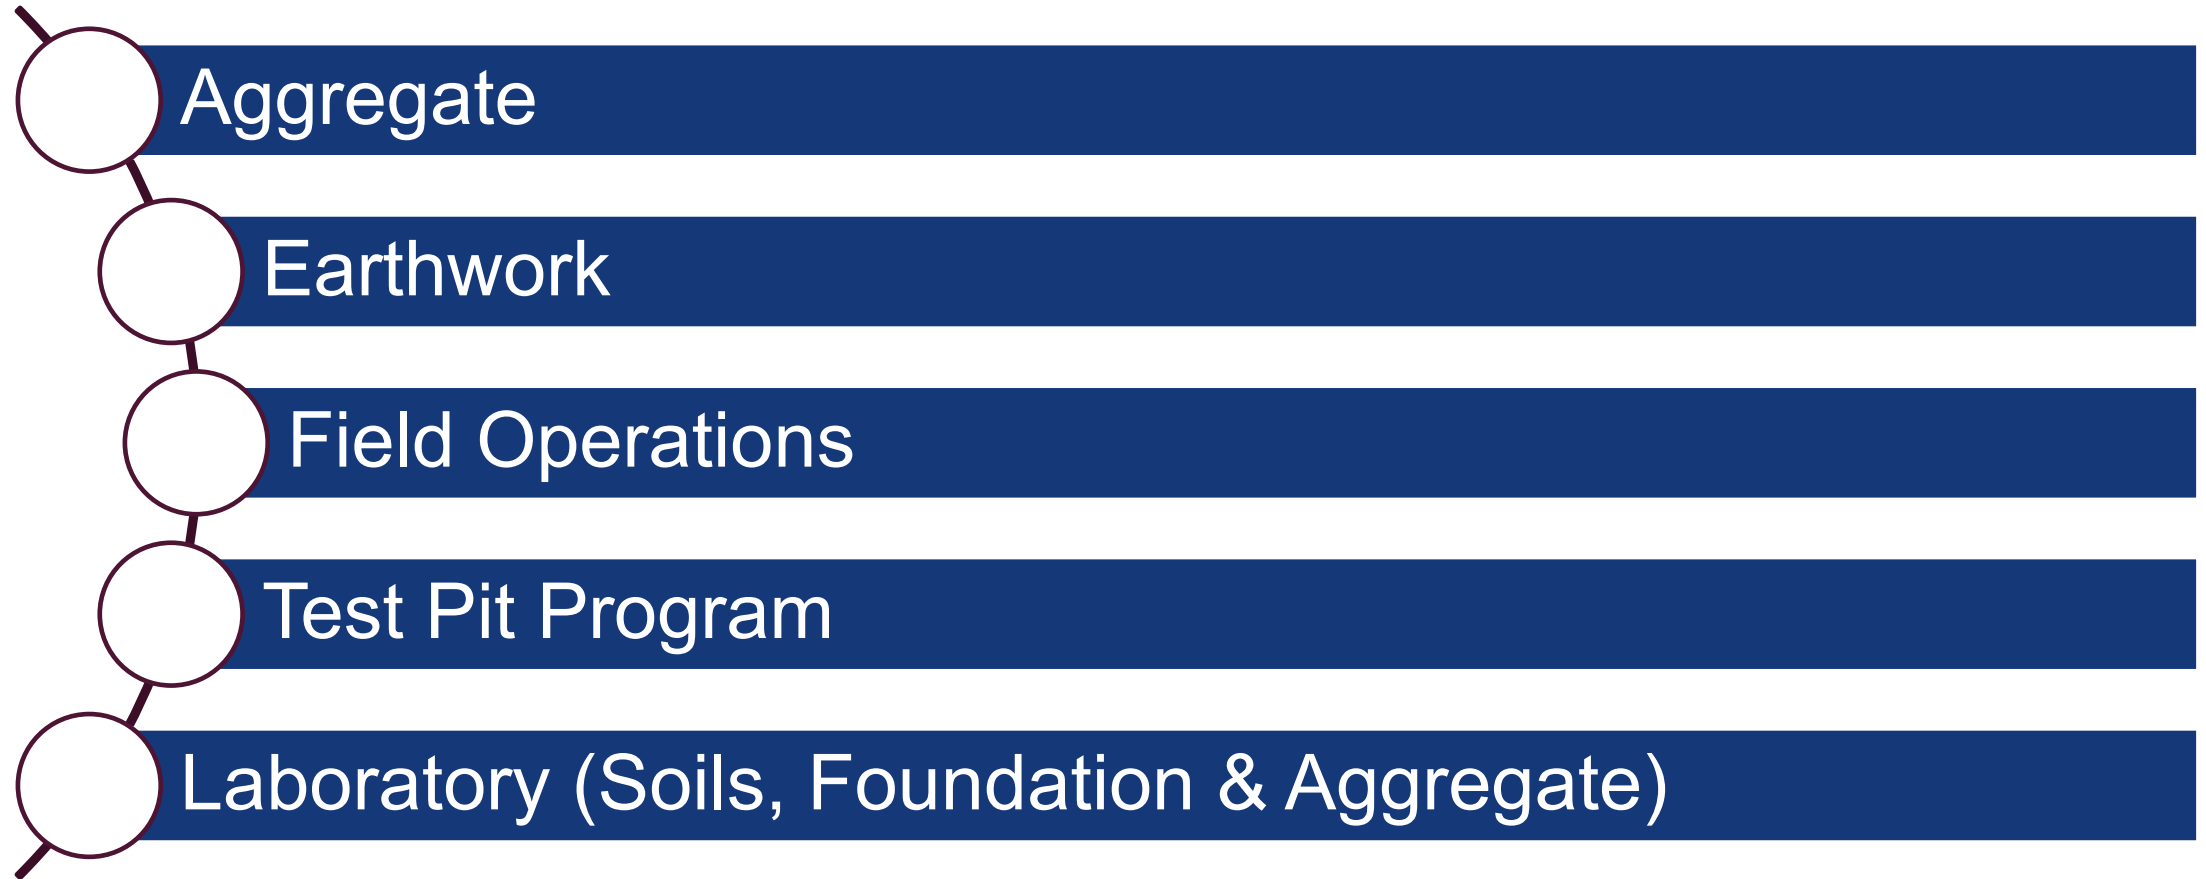 Aggregate
Earthwork
Field Operations
Test Pit Program
Laboratory (Soils, Foundation & Aggregate)